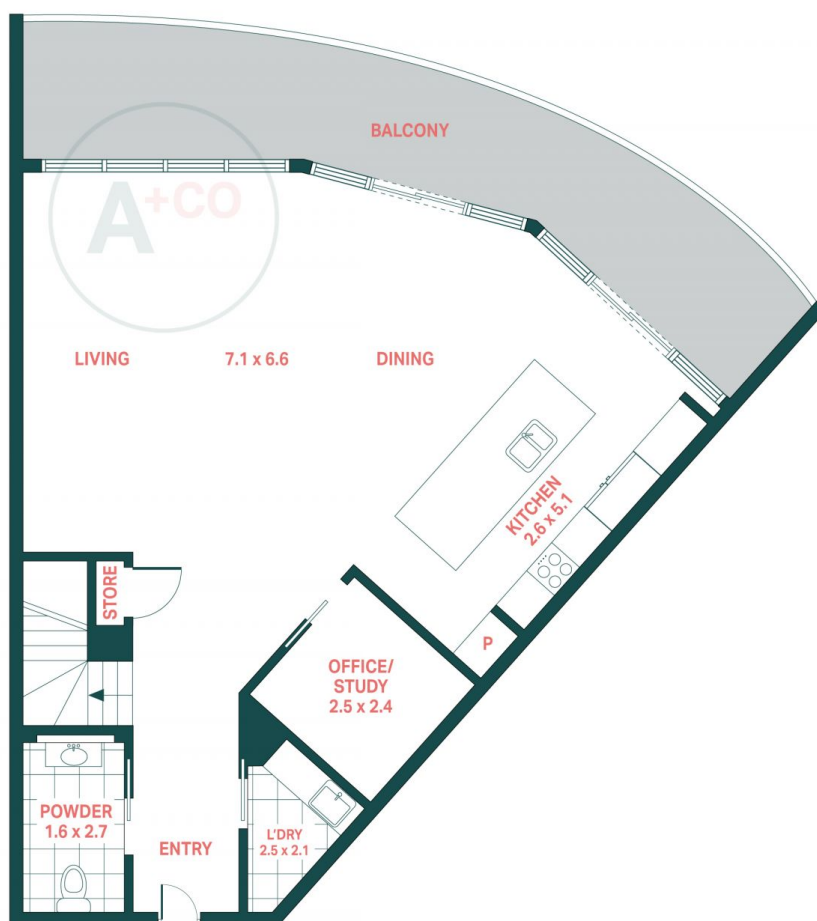 BALCONY
A+CO
LIVING
7.1 x 6.6
DINING
KITCHEN
2.6 x 5.1
STORE
P
OFFICE/
STUDY
2.5 x 2.4
POWDER
1.6 x 2.7
L'DRY
2.5 x 2.1
ENTRY